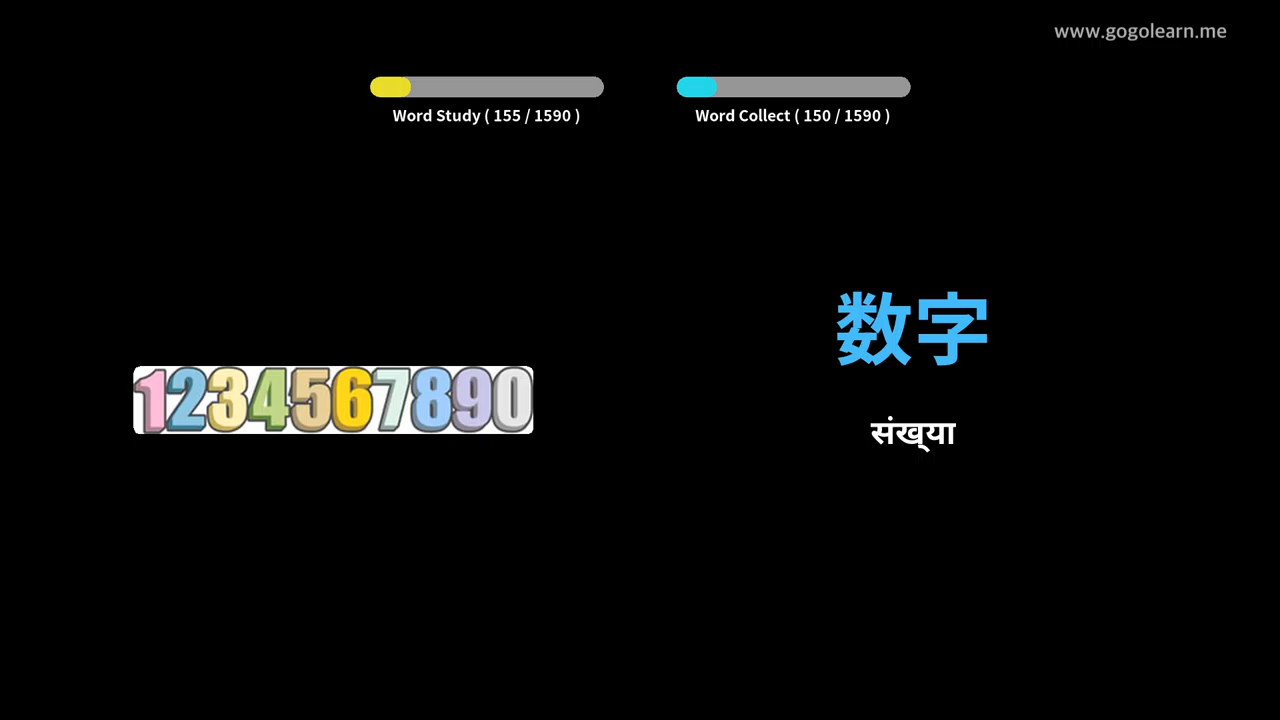 www.gogolearn.me
Word Study ( 155 / 1590 )
Word Collect ( 150 / 1590 )
数字
1234567890
संख्या